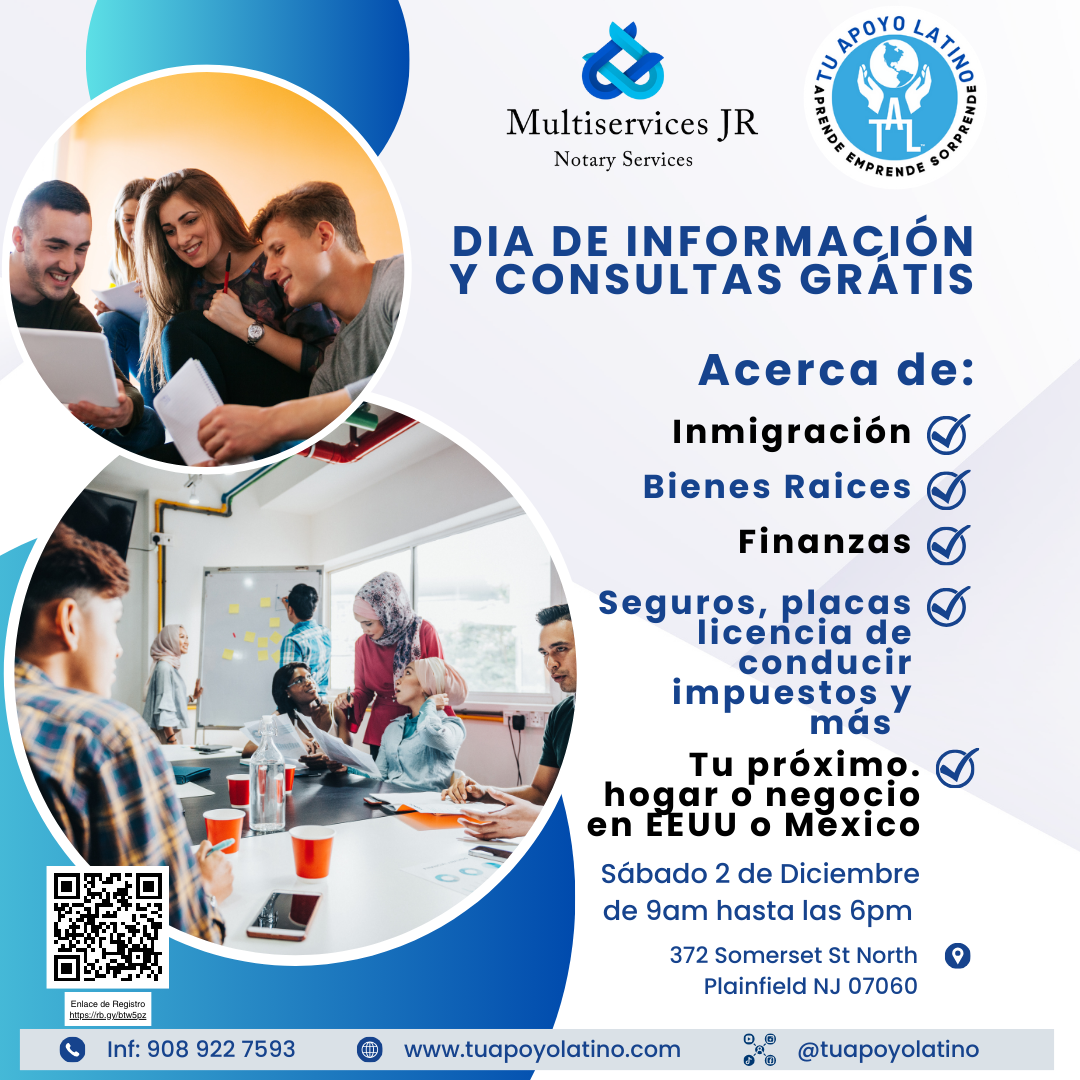 Multiservices JR
Notary Services
TU APOYO LATINO
TAL
TM
APRENDE EMPRENDE SORPRENDE
DIA DE INFORMACIÓN
Y CONSULTAS GRÁTIS
Acerca de:
Inmigración
Bienes Raices
Finanzas
Seguros, placas
licencia de
conducir
impuestos y
más
Tu próximo.
hogar o negocio
en EEUU o México
Sábado 2 de Diciembre
de 9am hasta las 6pm
372 Somerset St North
Plainfield NJ 07060
Enlace de Registro
https://rb.gy/btw5pz
Inf: 908 922 7593
www.tuapoyolatino.com
@tuapoyolatino